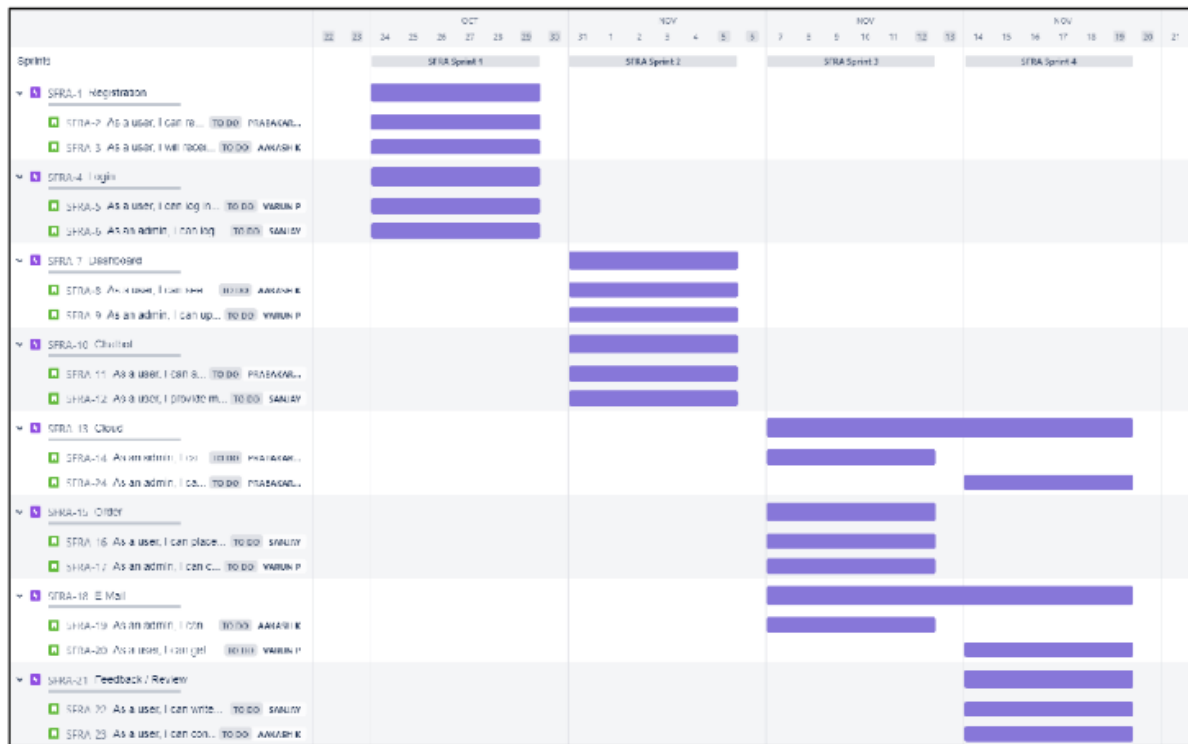 OCT NOV NOV NOV
22 23 24 25 26 27 28 29 30 31 1 2 3 4 5 6 7 8 9 10 11 12 13 14 15 16 17 18 19 20 21
Sprints SFRA Sprint 1 SFRA Sprint 2 SFRA Sprint 3 SFRA Sprint 4
SFRA-1 Registration
SFRA-2 As a user, I can re... TO DO PRABAKAR...
SFRA-3 As a user, I will recei... TO DO AAKASH K
SFRA-4 Login
SFRA-5 As a user, I can log in... TO DO VARUN P
SFRA-6 As an admin, I can log TO DO SANJAY
SFRA-7 Dashboard
SFRA-8 As a user, I can see TO DO AAKASH K
SFRA-9 As an admin, I can up... TO DO VARUN P
SFRA-10 Chatbot
SFRA-11 As a user, I can a... TO DO PRABAKAR...
SFRA-12 As a user, I provide m... TO DO SANJAY
SFRA-13 Cloud
SFRA-14 As an admin, I ca... TO DO PRABAKAR...
SFRA-24 As an admin, I ca... TO DO PRABAKAR...
SFRA-15 Order
SFRA-16 As a user, I can place... TO DO SANJAY
SFRA-17 As an admin, I can c... TO DO VARUN P
SFRA-18 E Mail
SFRA-19 As an admin, I can TO DO AAKASH K
SFRA-20 As a user, I can get TO DO VARUN P
SFRA-21 Feedback / Review
SFRA-22 As a user, I can write... TO DO SANJAY
SFRA-23 As a user, I can con... TO DO AAKASH K